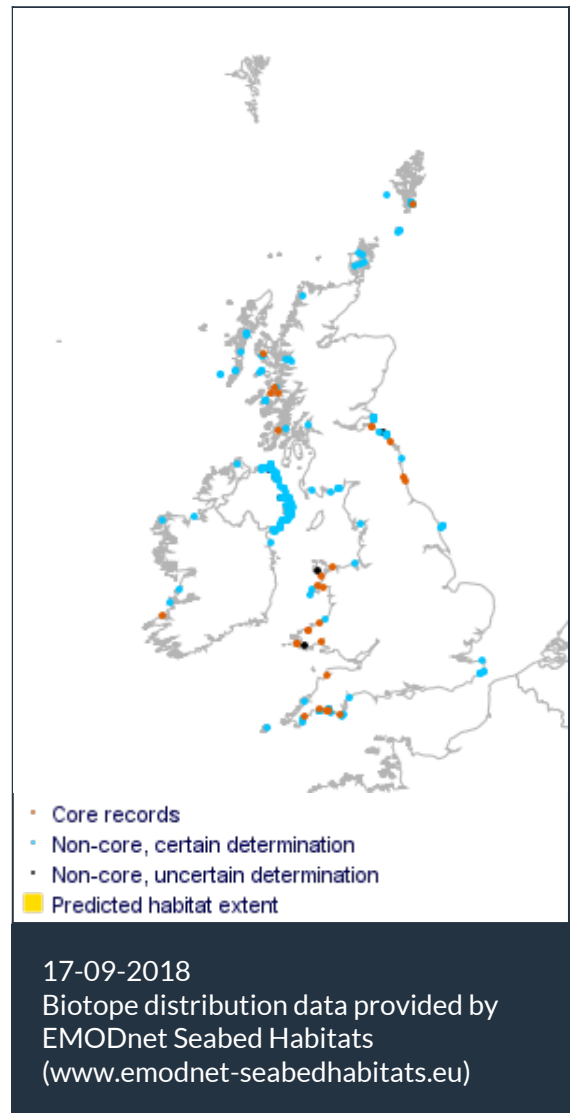 Core records
Non-core, certain determination
Non-core, uncertain determination
Predicted habitat extent
17-09-2018
Biotope distribution data provided by
EMODnet Seabed Habitats
(www.emodnet-seabedhabitats.eu)